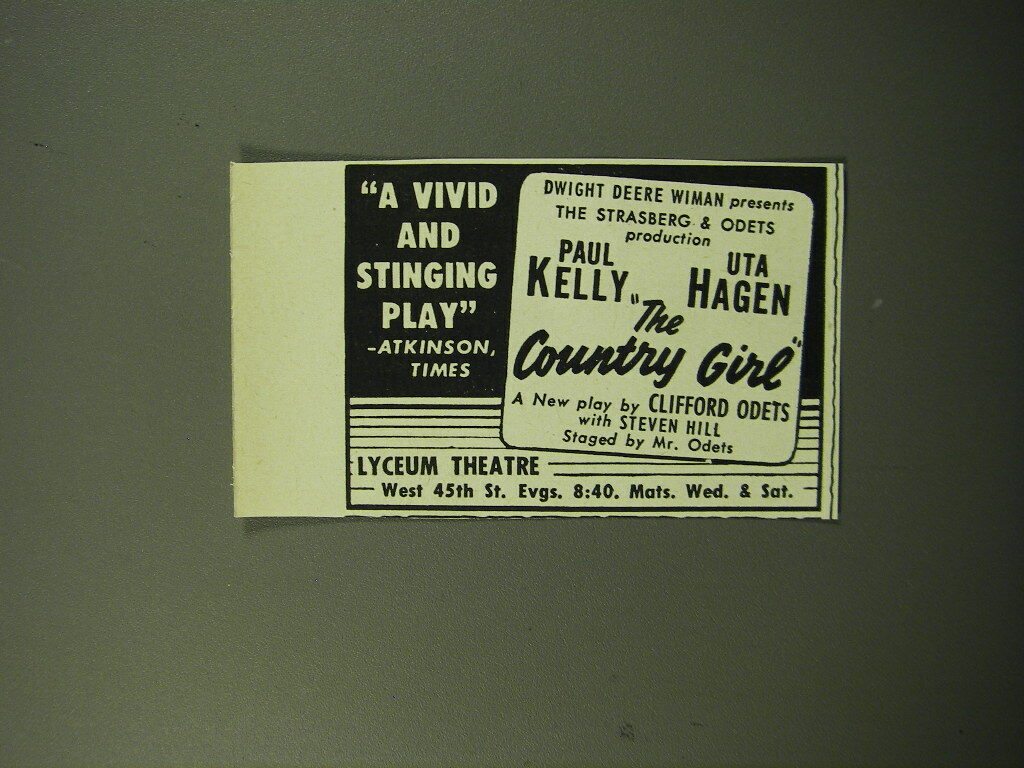 “A VIVID
AND
STINGING
PLAY”
-ATKINSON,
TIMES
DWIGHT DEERE WIMAN presents
THE STRASBERG & ODETS
production
PAUL
KELLY
UTA
HAGEN
"The
Country Girl"
A New play by CLIFFORD ODETS
with STEVEN HILL
Staged by Mr. Odets
LYCEUM THEATRE
West 45th St. Evgs. 8:40. Mats. Wed. & Sat.